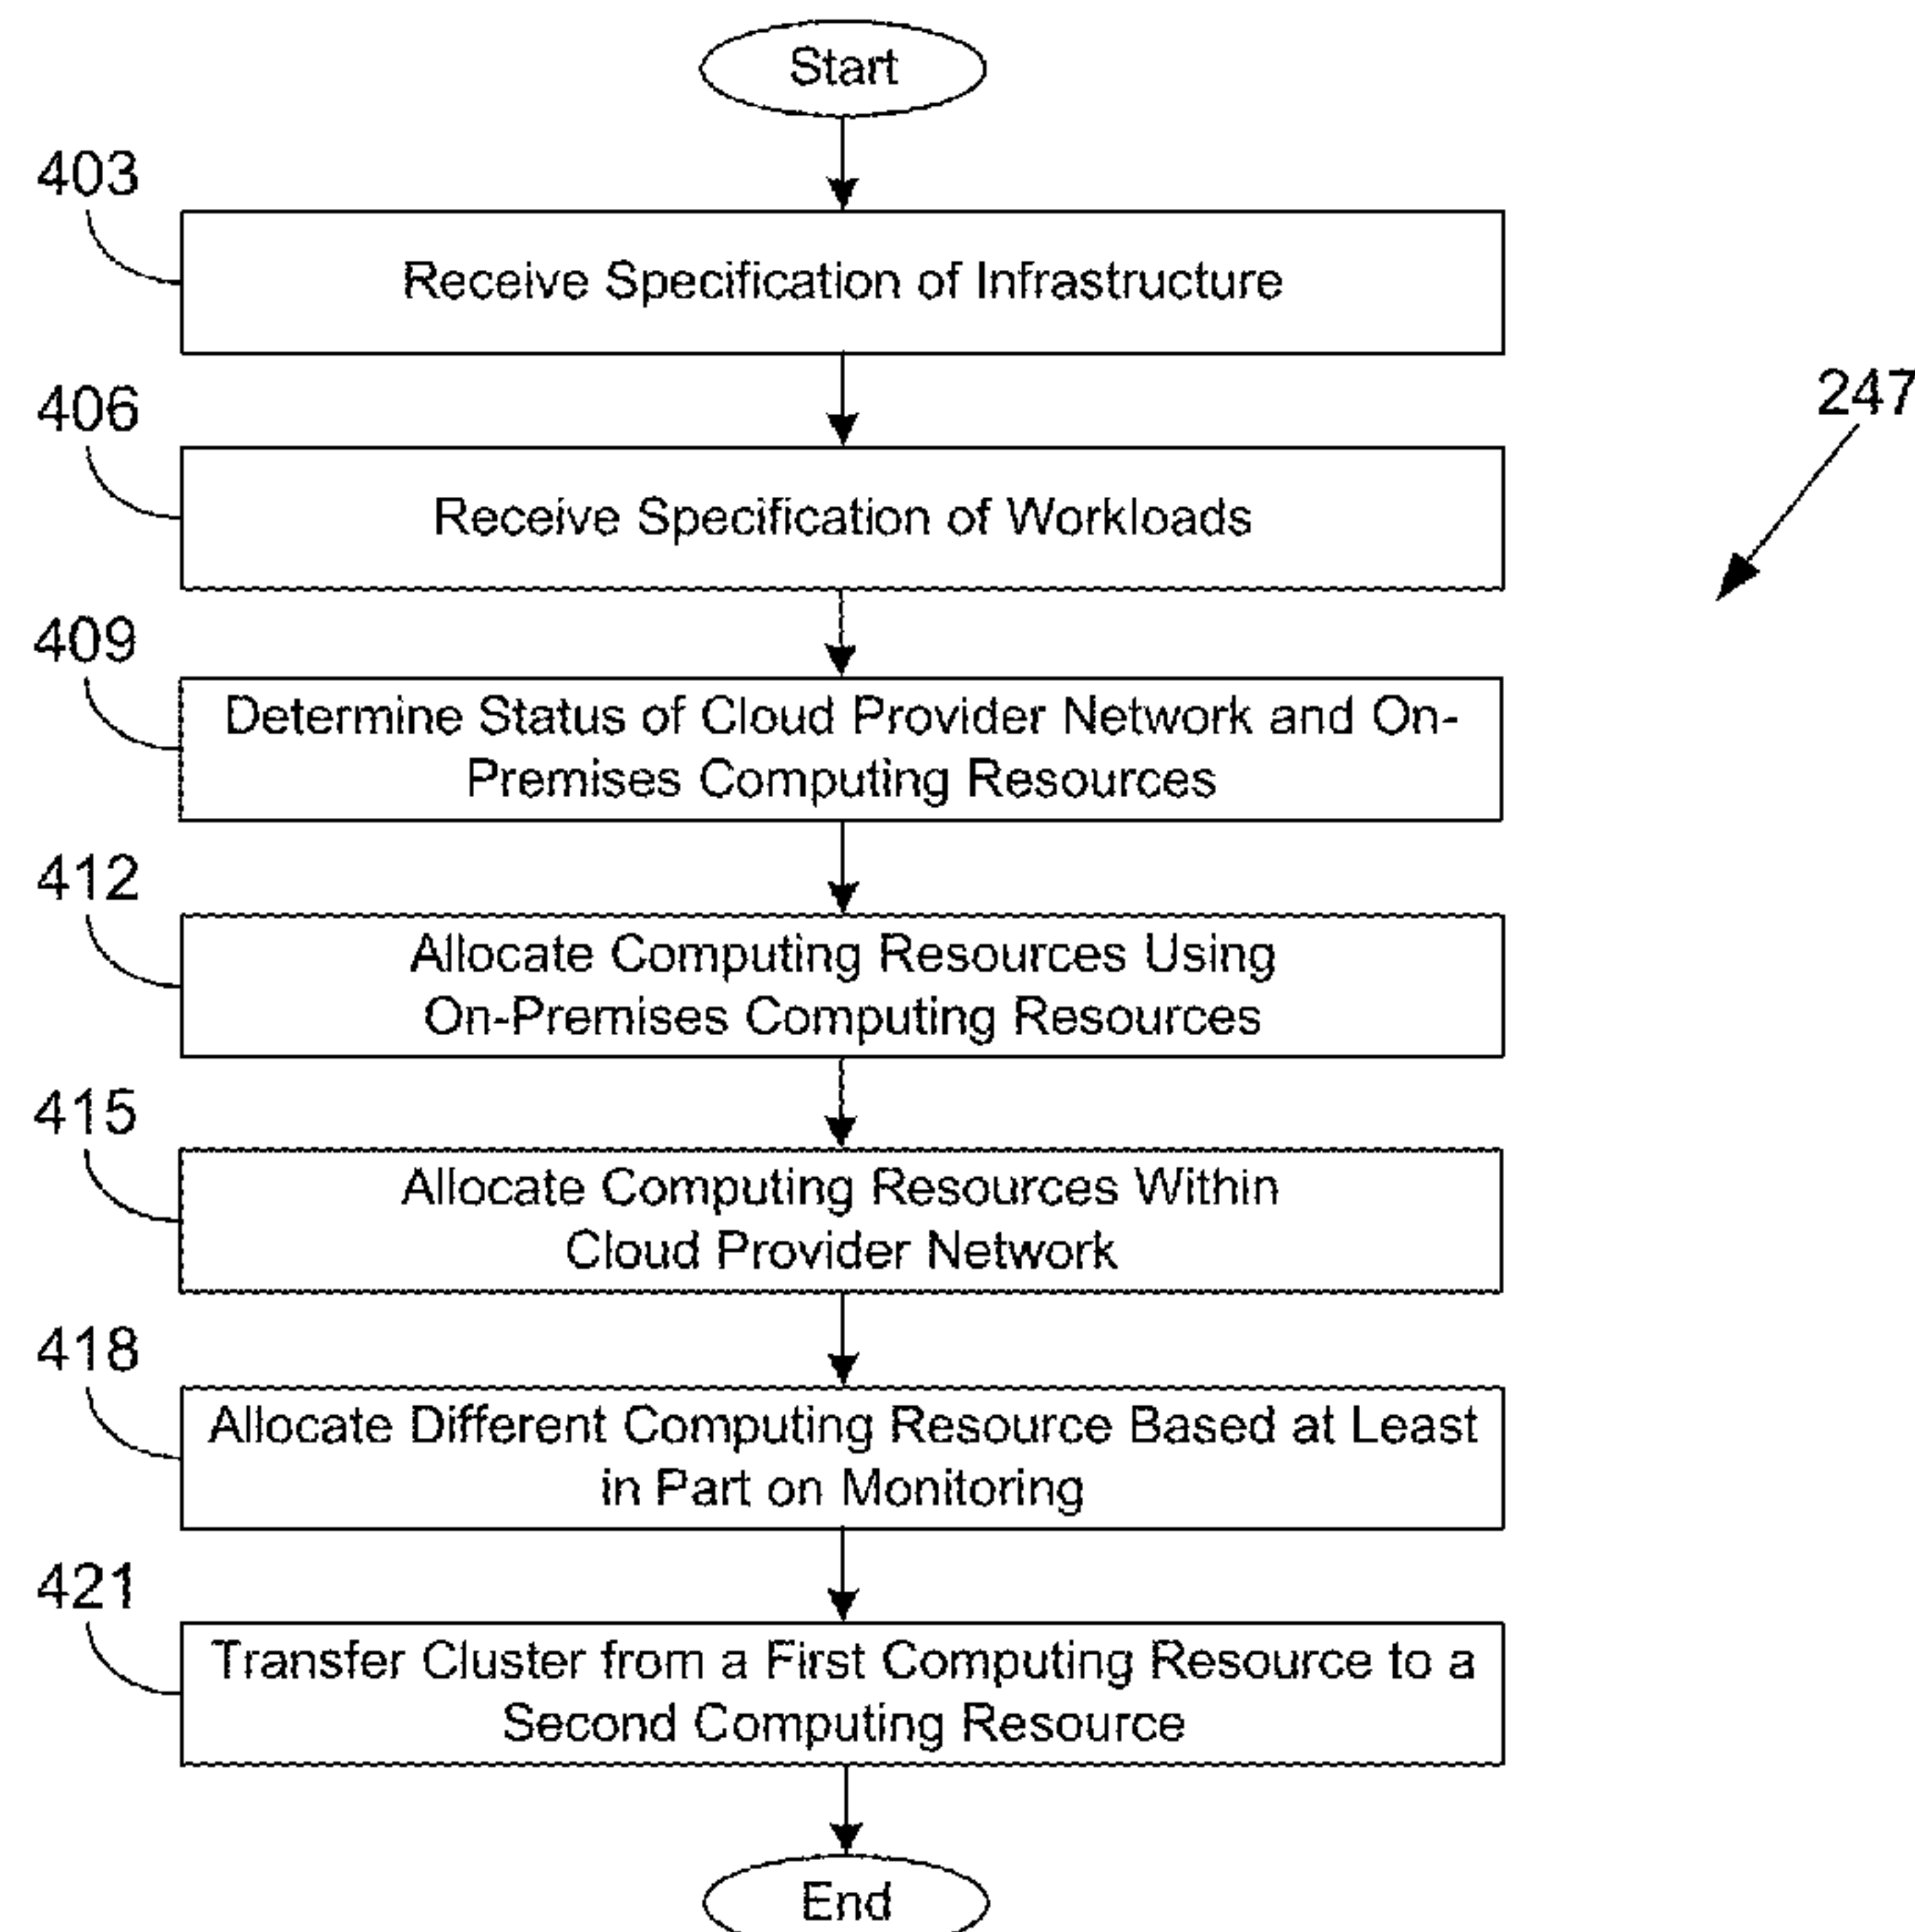 Start
403
Receive Specification of Infrastructure
406
Receive Specification of Workloads
247
409
Determine Status of Cloud Provider Network and On-
Premises Computing Resources
412
Allocate Computing Resources Using
On-Premises Computing Resources
415
Allocate Computing Resources Within
Cloud Provider Network
418
Allocate Different Computing Resource Based at Least
in Part on Monitoring
421
Transfer Cluster from a First Computing Resource to a
Second Computing Resource
End